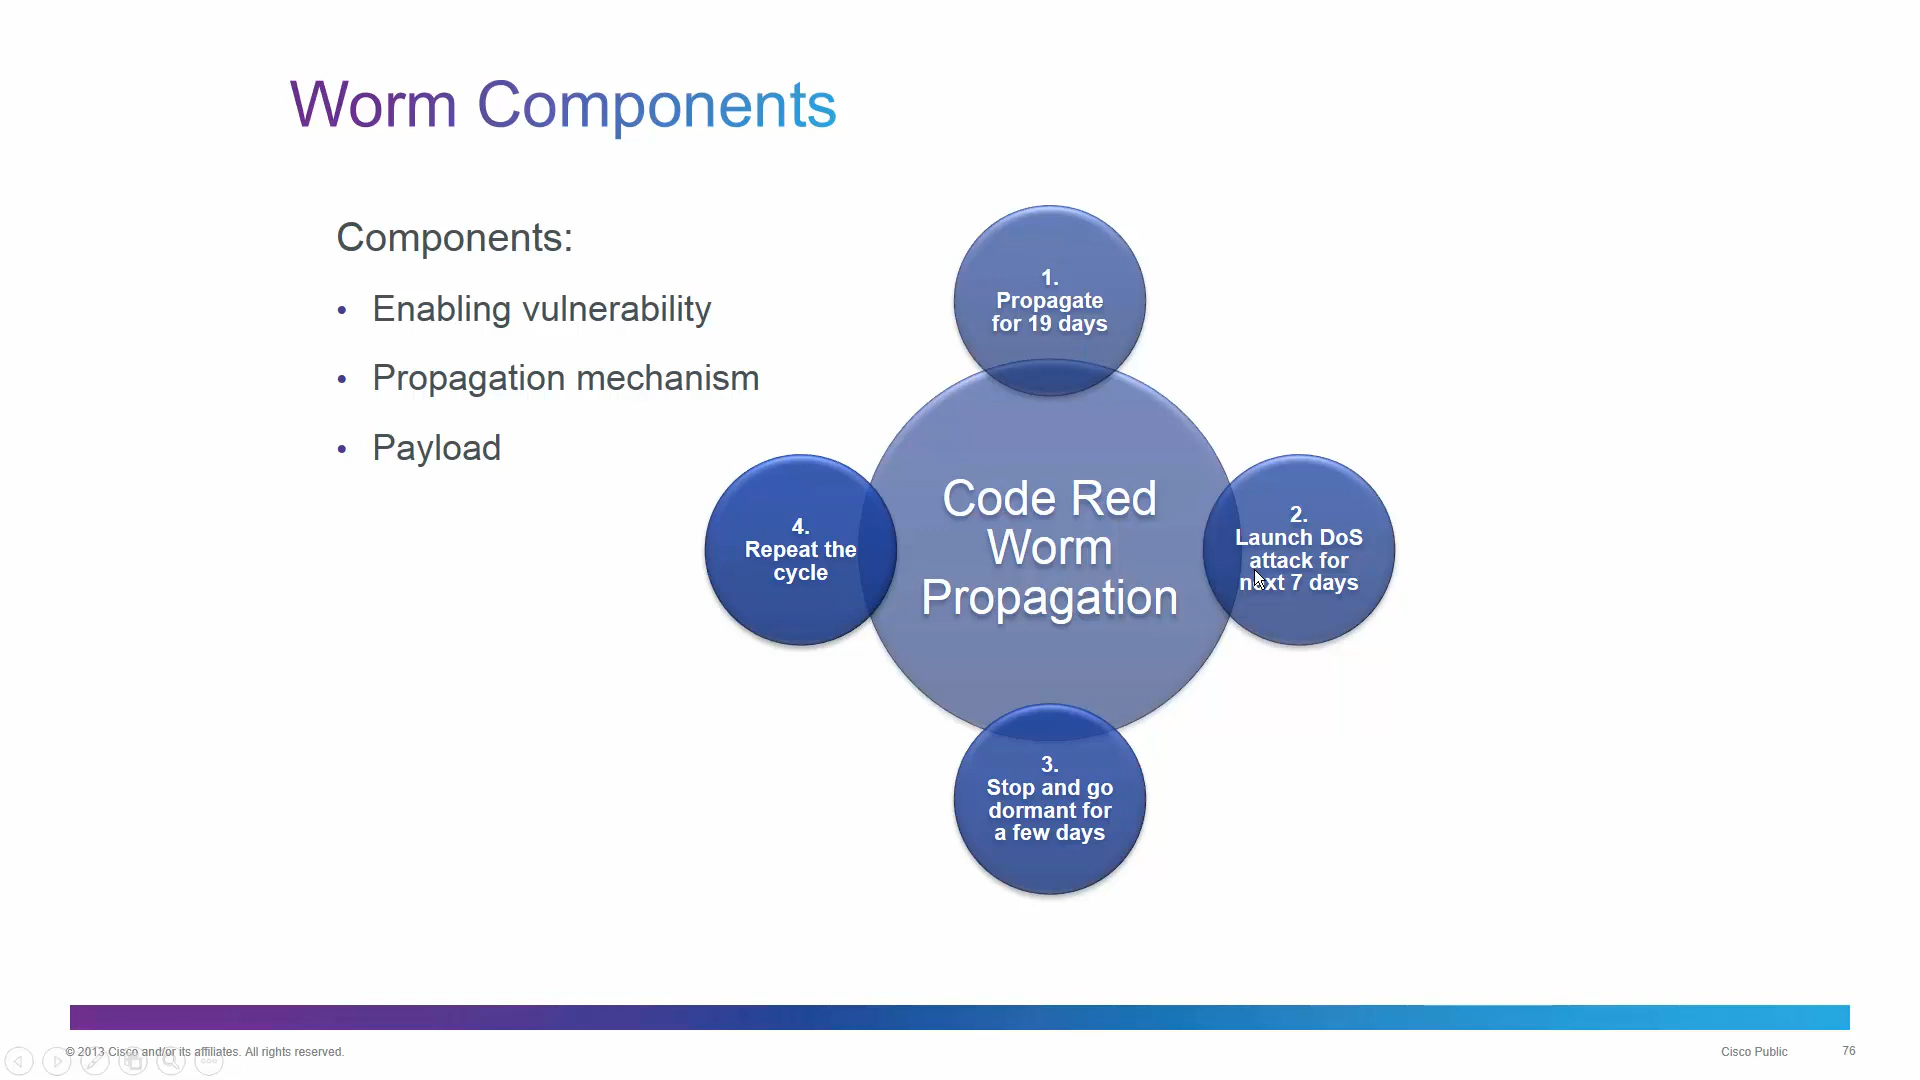 Worm Components
Components:
• Enabling vulnerability
• Propagation mechanism
• Payload
1.
Propagate
for 19 days
Code Red
Worm
Propagation
2.
Launch DoS
attack for
next 7 days
3.
Stop and go
dormant for
a few days
4.
Repeat the
cycle
© 2013 Cisco and/or its affiliates. All rights reserved.
Cisco Public
76